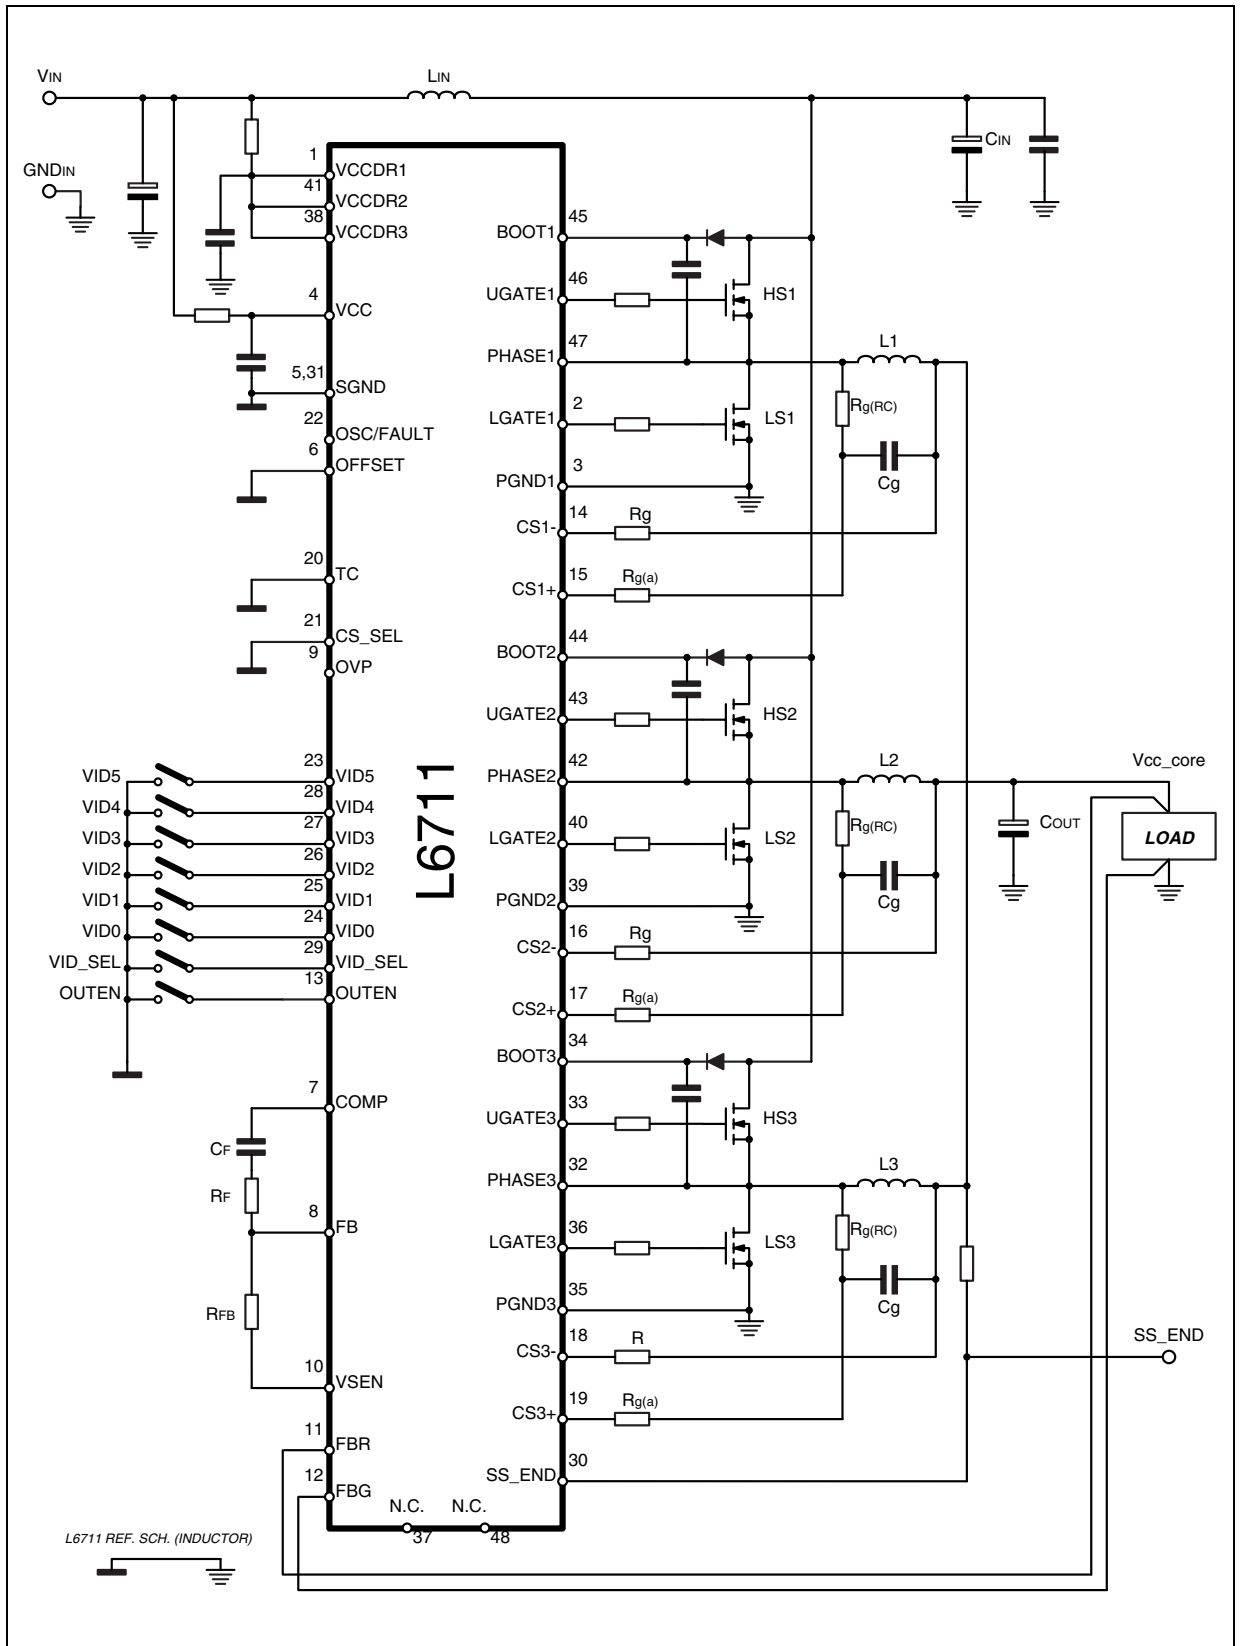 VIN
LIN
CIN
GNDIN
1
VCCDR1
41
VCCDR2
38
VCCDR3
4
VCC
5,31
SGND
22
OSC/FAULT
6
OFFSET
20
TC
21
CS_SEL
9
OVP
VID5
23
VID5
VID4
28
VID4
VID3
27
VID3
VID2
26
VID2
VID1
25
VID1
VID0
24
VID0
VID_SEL
29
VID_SEL
OUTEN
13
OUTEN
7
COMP
CF
RF
8
FB
RFB
10
VSEN
11
FBR
12
FBG
N.C.
N.C.
37
48
L6711
45
BOOT1
46
UGATE1
HS1
47
PHASE1
L1
2
LGATE1
LS1
Rg(RC)
Cg
3
PGND1
14
CS1-
Rg
15
CS1+
Rg(a)
44
BOOT2
43
UGATE2
HS2
42
PHASE2
L2
40
LGATE2
LS2
Rg(RC)
Cg
39
PGND2
16
CS2-
Rg
17
CS2+
Rg(a)
34
BOOT3
33
UGATE3
HS3
32
PHASE3
L3
36
LGATE3
LS3
Rg(RC)
Cg
35
PGND3
18
CS3-
R
19
CS3+
Rg(a)
30
SS_END
Vcc_core
COUT
LOAD
SS_END
L6711 REF. SCH. (INDUCTOR)